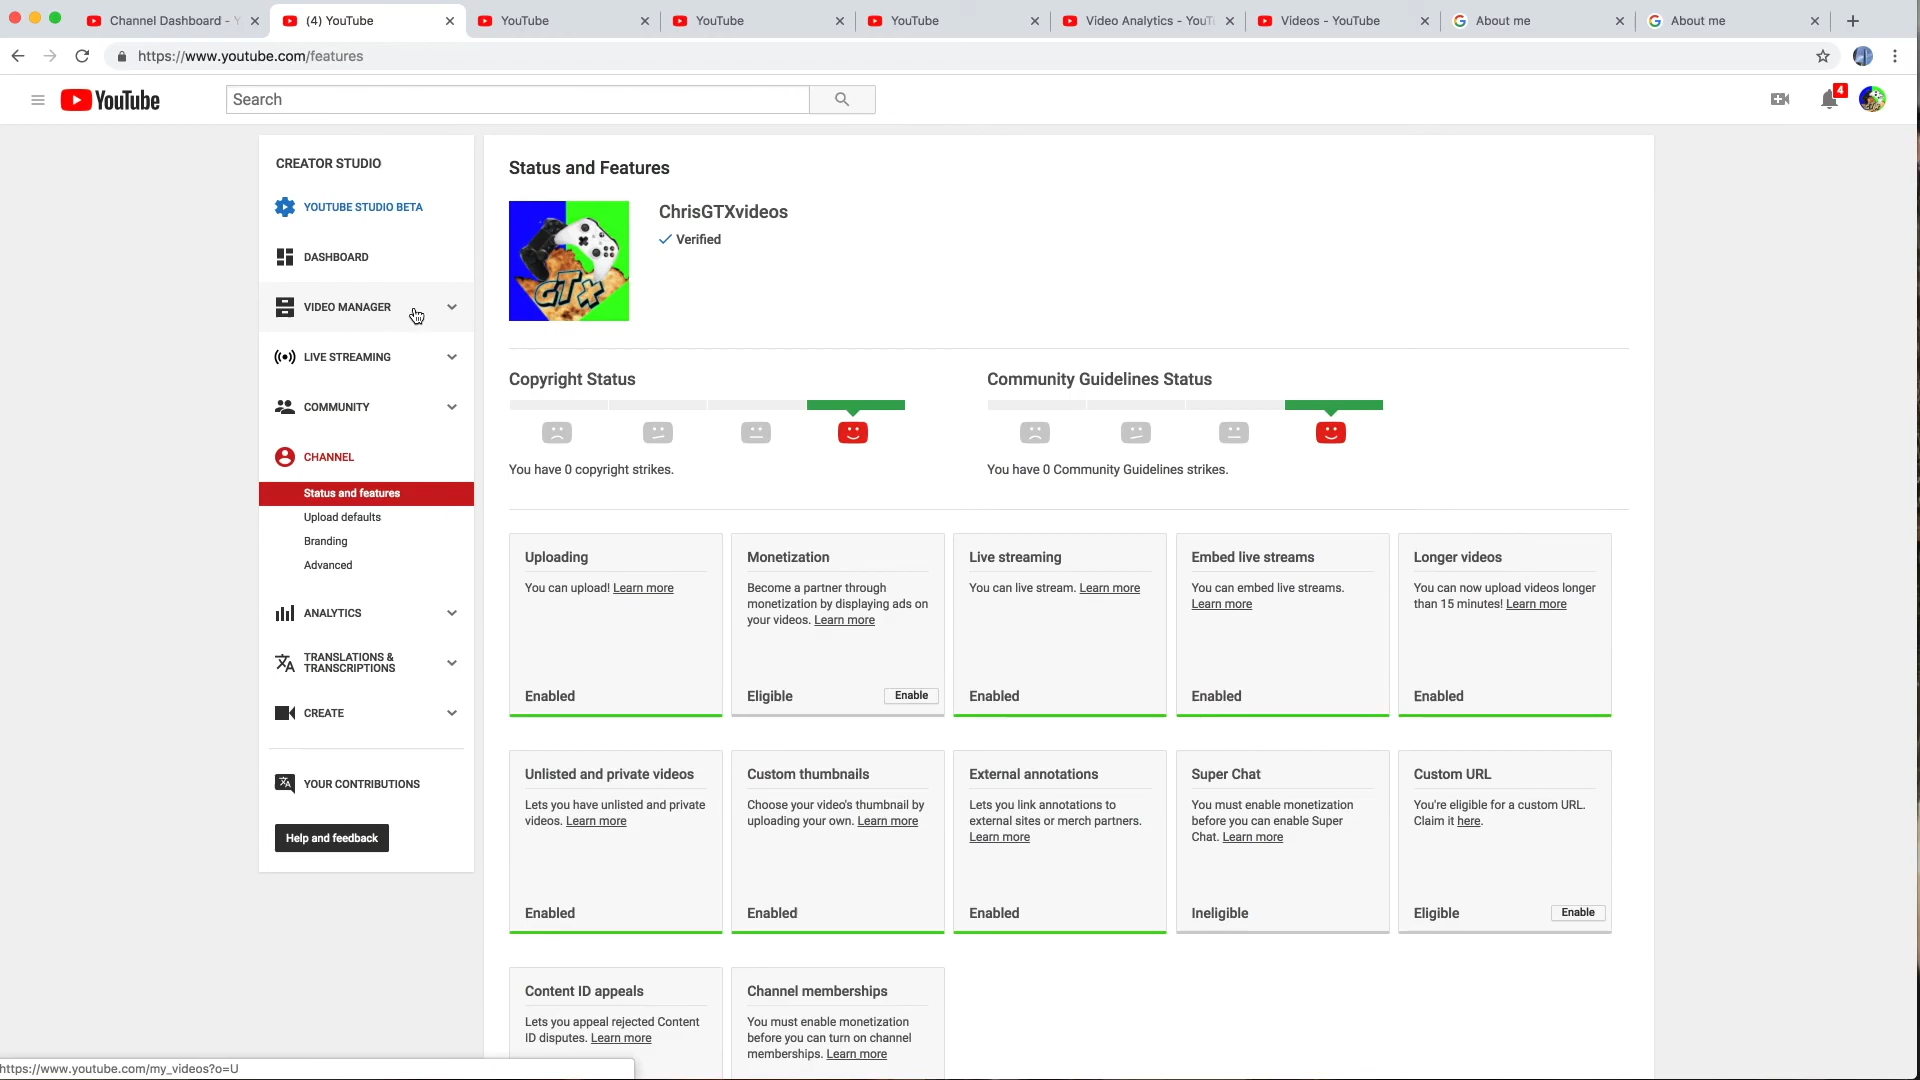 Channel Dashboard - Y
(4) YouTube
YouTube
YouTube
YouTube
Video Analytics - YouT
Videos - YouTube
About me
About me
https://www.youtube.com/features
YouTube
Search
4
CREATOR STUDIO
YOUTUBE STUDIO BETA
DASHBOARD
VIDEO MANAGER
LIVE STREAMING
COMMUNITY
CHANNEL
Status and features
Upload defaults
Branding
Advanced
ANALYTICS
TRANSLATIONS &
TRANSCRIPTIONS
CREATE
YOUR CONTRIBUTIONS
Help and feedback
Status and Features
GTX
ChrisGTXvideos
Verified
Copyright Status
You have 0 copyright strikes.
Community Guidelines Status
You have 0 Community Guidelines strikes.
Uploading
You can upload! Learn more
Enabled
Monetization
Become a partner through
monetization by displaying ads on
your videos. Learn more
Eligible
Enable
Live streaming
You can live stream. Learn more
Enabled
Embed live streams
You can embed live streams.
Learn more
Enabled
Longer videos
You can now upload videos longer
than 15 minutes! Learn more
Enabled
Unlisted and private videos
Lets you have unlisted and private
videos. Learn more
Enabled
Custom thumbnails
Choose your video's thumbnail by
uploading your own. Learn more
Enabled
External annotations
Lets you link annotations to
external sites or merch partners.
Learn more
Enabled
Super Chat
You must enable monetization
before you can enable Super
Chat. Learn more
Ineligible
Custom URL
You're eligible for a custom URL.
Claim it here.
Eligible
Enable
Content ID appeals
Lets you appeal rejected Content
ID disputes. Learn more
Channel memberships
You must enable monetization
before you can turn on channel
memberships. Learn more
https://www.youtube.com/my_videos?o=U